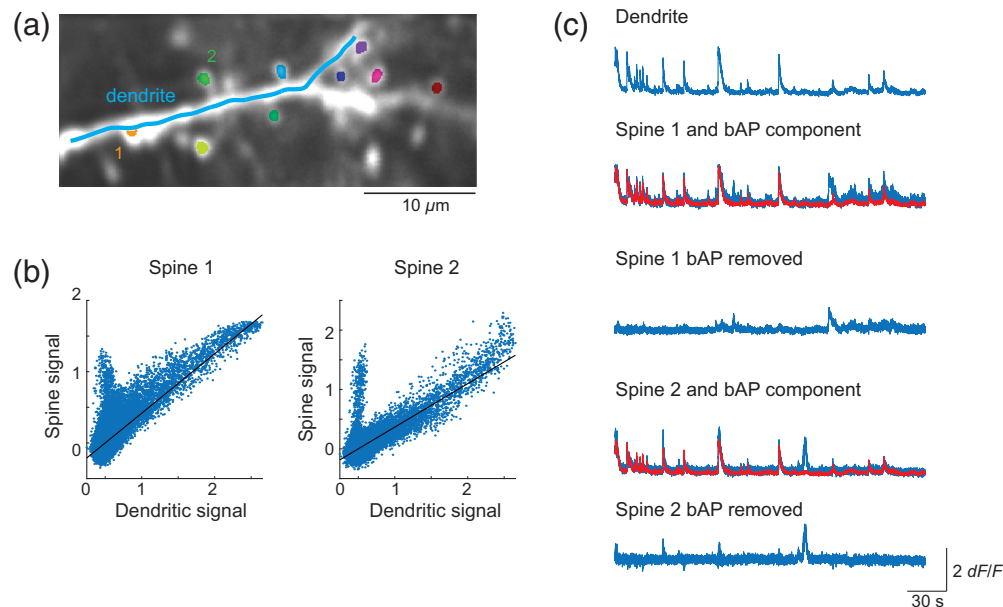 (a)
2
dendrite
1
10 μm
(b)
Spine 1
Spine 2
2
1
0
Spine signal
0
1
2
Dendritic signal
2
1
0
Spine signal
0
1
2
Dendritic signal
(c)
Dendrite
Spine 1 and bAP component
Spine 1 bAP removed
Spine 2 and bAP component
Spine 2 bAP removed
2 dF/F
30 s